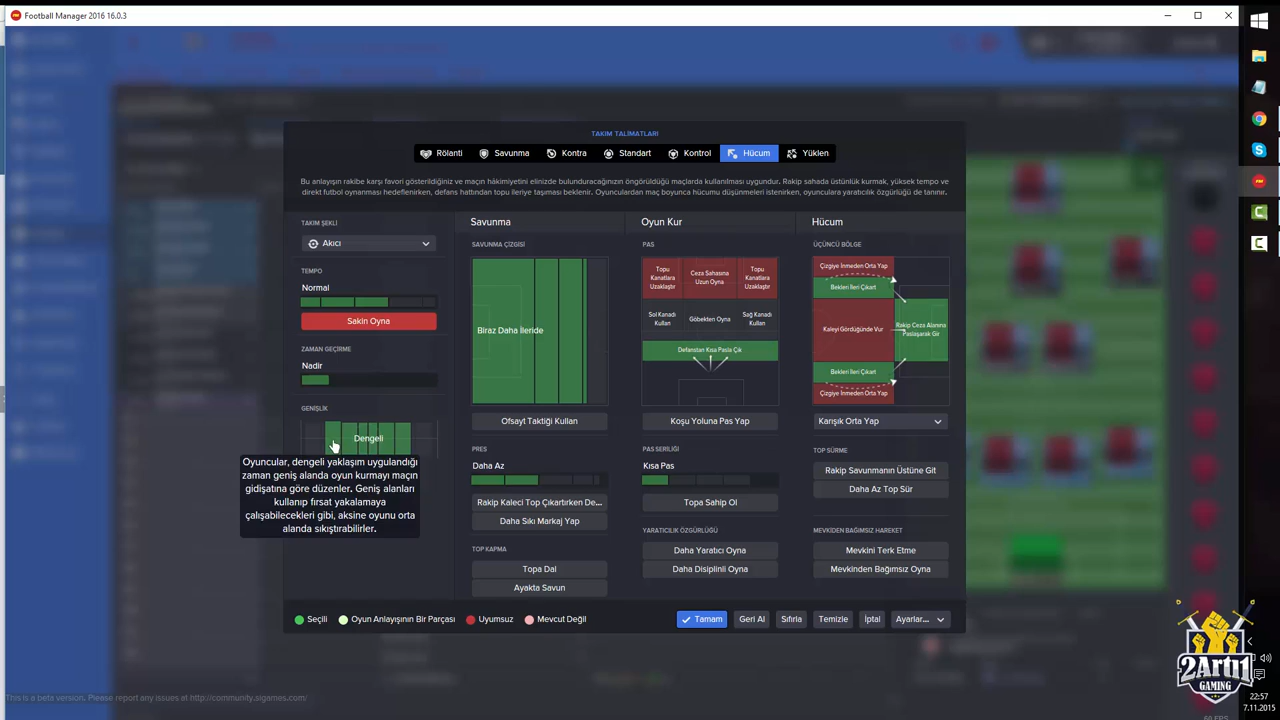 Football Manager 2016 16.0.3
TAKIM TALİMATLARI
Rölanti
Savunma
Kontra
Standart
Kontrol
Hücum
Yüklen
Bu anlayışın rakibe karşı favori gösterildiğiniz ve maçın hâkimiyetini elinizde bulunduracağınızın öngörüldüğü maçlarda kullanılması uygundur. Rakip sahada üstünlük kurmak, yüksek tempo ve
direkt futbol oynanması hedeflenirken, defans hattından topu ileriye taşıması beklenir. Oyunculardan maç boyunca hücumu düşünmeleri istenirken, oyunculara yaratıcılık özgürlüğü de tanınır.
TAKIM ŞEKLİ
Akıcı
TEMPO
Normal
Sakin Oyna
ZAMAN GEÇİRME
Nadir
GENİŞLİK
Dengeli
Oyuncular, dengeli yaklaşım uygulandığı
zaman geniş alanda oyun kurmayı maçın
gidişatına göre düzenler. Geniş alanları
kullanıp fırsat yakalamaya
çalışabilecekleri gibi, aksine oyunu orta
alanda sıkıştırabilirler.
Savunma
SAVUNMA ÇİZGİSİ
Biraz Daha İleride
Ofsayt Taktiği Kullan
PRES
Daha Az
Rakip Kaleci Top Çıkartırken De...
Daha Sıkı Markaj Yap
TOP KAPMA
Topa Dal
Ayakta Savun
Oyun Kur
PAS
Topu
Kanatlara
Uzaklaştır
Ceza Sahasına
Uzun Oyna
Topu
Kanatlara
Uzaklaştır
Sol Kanadı
Kullan
Göbekten Oyna
Sağ Kanadı
Kullan
Defanstan Kısa Pasla Çık
Koşu Yoluna Pas Yap
PAS SERİLİĞİ
Kısa Pas
Topa Sahip Ol
YARATICILIK ÖZGÜRLÜĞÜ
Daha Yaratıcı Oyna
Daha Disiplinli Oyna
Hücum
ÜÇÜNCÜ BÖLGE
Çizgiye İnmeden Orta Yap
Bekleri İleri Çıkart
Kaleyi Gördüğünde Vur
Rakip Ceza Alanına
Paslaşarak Gir
Bekleri İleri Çıkart
Çizgiye İnmeden Orta Yap
Karışık Orta Yap
TOP SÜRME
Rakip Savunmanın Üstüne Git
Daha Az Top Sür
MEVKİDEN BAĞIMSIZ HAREKET
Mevkini Terk Etme
Mevkinden Bağımsız Oyna
Seçili
Oyun Anlayışının Bir Parçası
Uyumsuz
Mevcut Değil
Tamam
Geri Al
Sıfırla
Temizle
İptal
Ayarlar...
This is a beta version. Please report any issues at http://community.sigames.com/
2Artı1
GAMING
22:57
7.11.2015
60 FPS